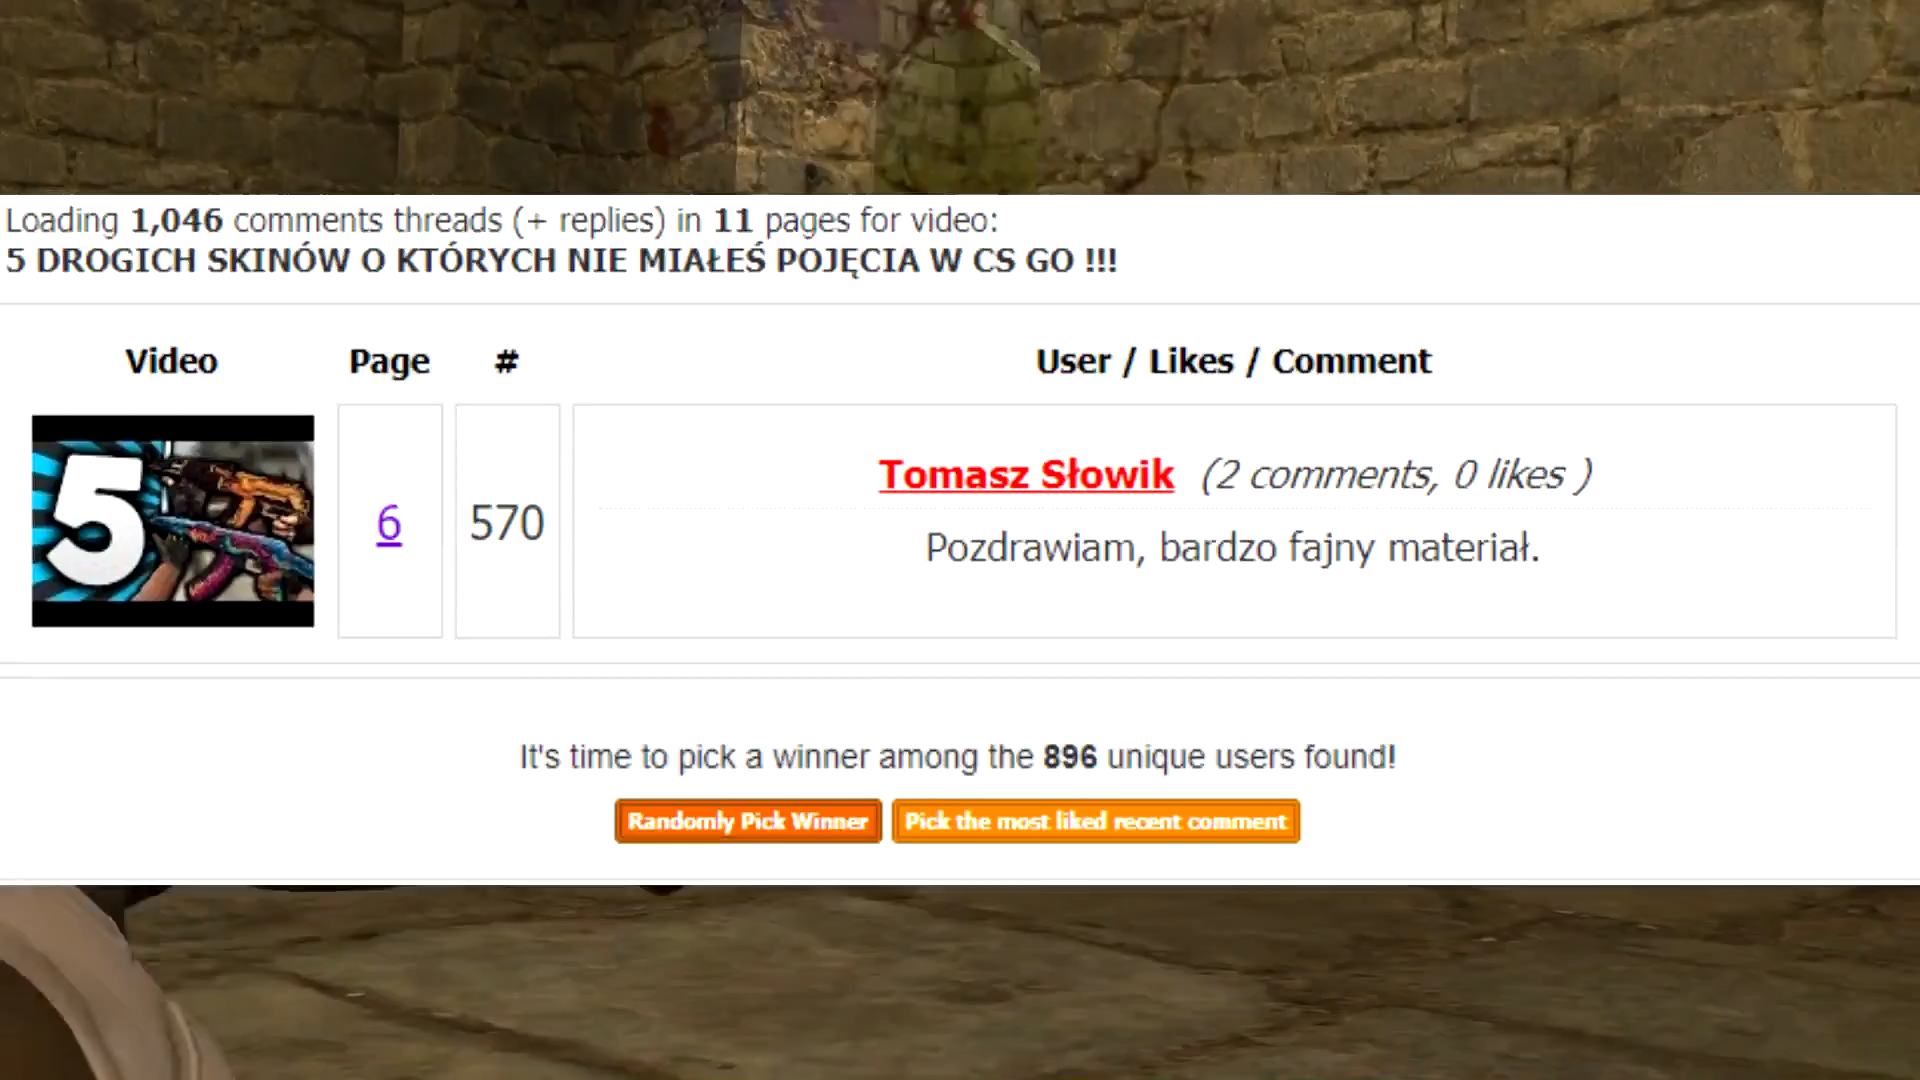 Loading 1,046 comments threads (+ replies) in 11 pages for video:
5 DROGICH SKINÓW O KTÓRYCH NIE MIAŁEŚ POJĘCIA W CS GO !!!
Video Page # User / Likes / Comment
5
6 570
Tomasz Słowik (2 comments, 0 likes )
Pozdrawiam, bardzo fajny materiał.
It's time to pick a winner among the 896 unique users found!
Randomly Pick Winner Pick the most liked recent comment